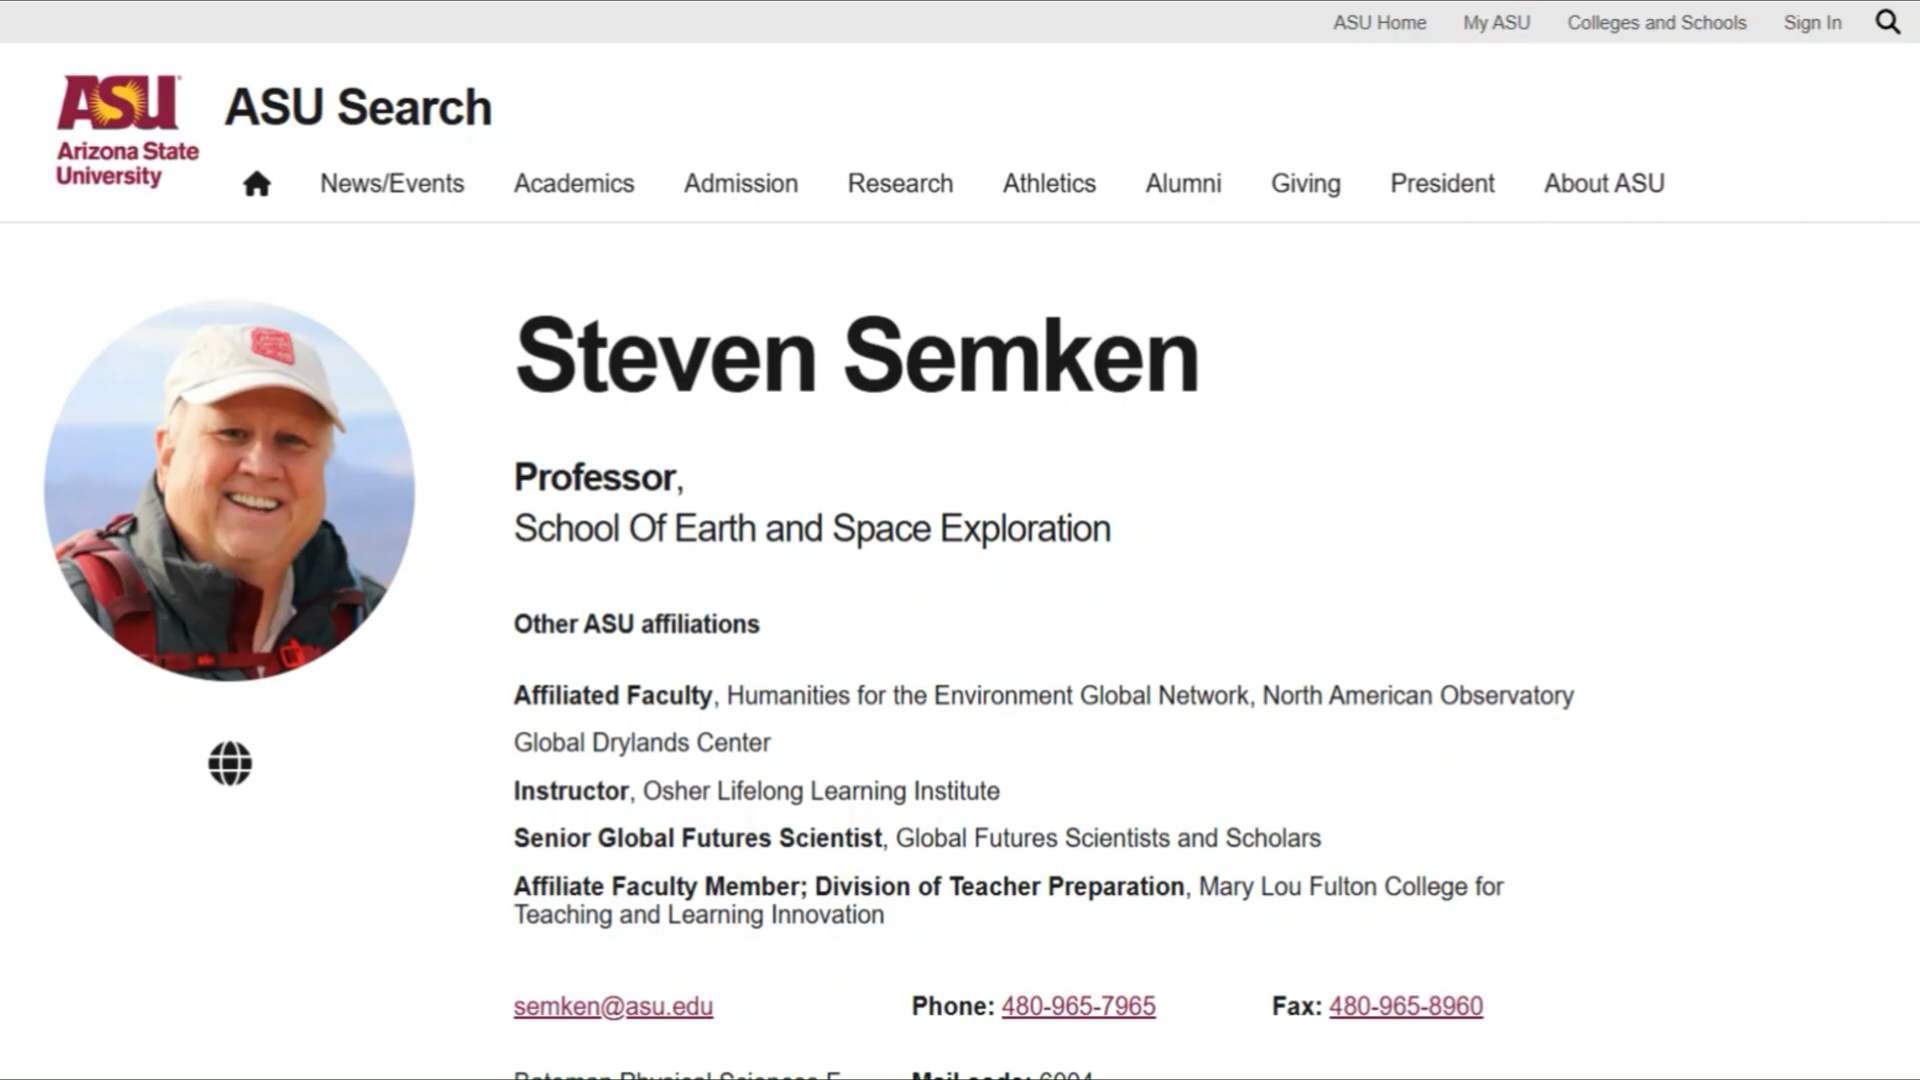 ASU Home My ASU Colleges and Schools Sign In
ASU
Arizona State
University
ASU Search
News/Events Academics Admission Research Athletics Alumni Giving President About ASU
Steven Semken
Professor,
School Of Earth and Space Exploration
Other ASU affiliations
Affiliated Faculty, Humanities for the Environment Global Network, North American Observatory
Global Drylands Center
Instructor, Osher Lifelong Learning Institute
Senior Global Futures Scientist, Global Futures Scientists and Scholars
Affiliate Faculty Member; Division of Teacher Preparation, Mary Lou Fulton College for
Teaching and Learning Innovation
semken@asu.edu Phone: 480-965-7965 Fax: 480-965-8960